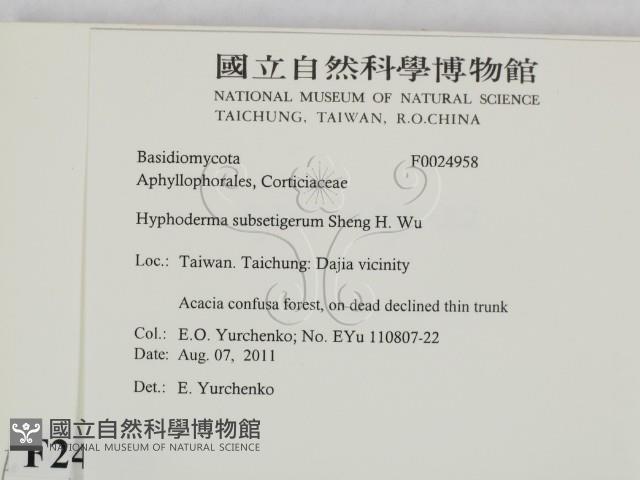 國立自然科學博物館
NATIONAL MUSEUM OF NATURAL SCIENCE
TAICHUNG, TAIWAN, R.O.CHINA
Basidiomycota F0024958
Aphyllophorales, Corticiaceae
Hyphoderma subsetigerum Sheng H. Wu
Loc.: Taiwan. Taichung: Dajia vicinity
Acacia confusa forest, on dead declined thin trunk
Col.: E.O. Yurchenko; No. EYu 110807-22
Date: Aug. 07, 2011
Det.: E. Yurchenko
國立自然科學博物館
NATIONAL MUSEUM OF NATURAL SCIENCE
F24